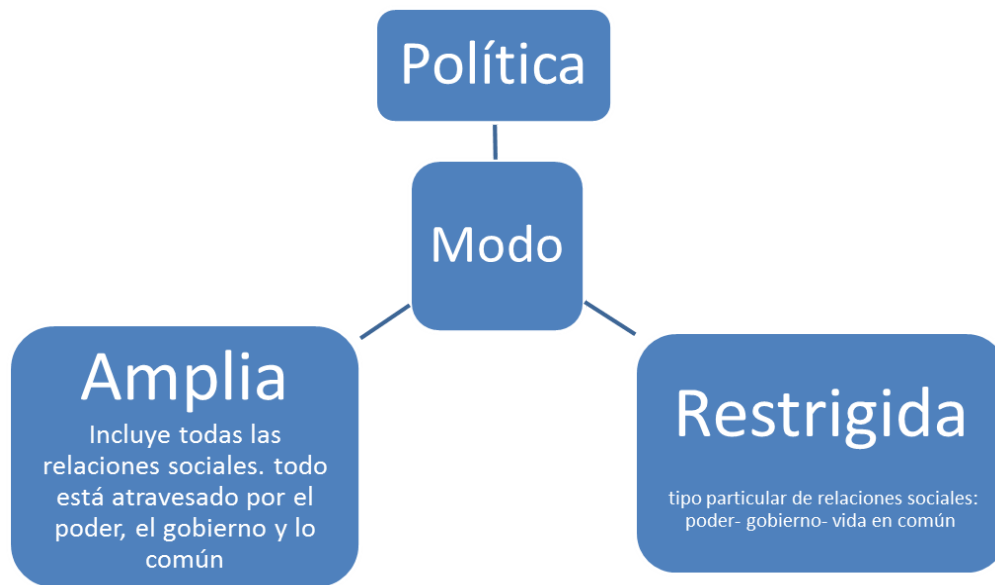 Política
Modo
Amplia
Incluye todas las
relaciones sociales. todo
está atravesado por el
poder, el gobierno y lo
común
Restrigida
tipo particular de relaciones sociales:
poder- gobierno- vida en común